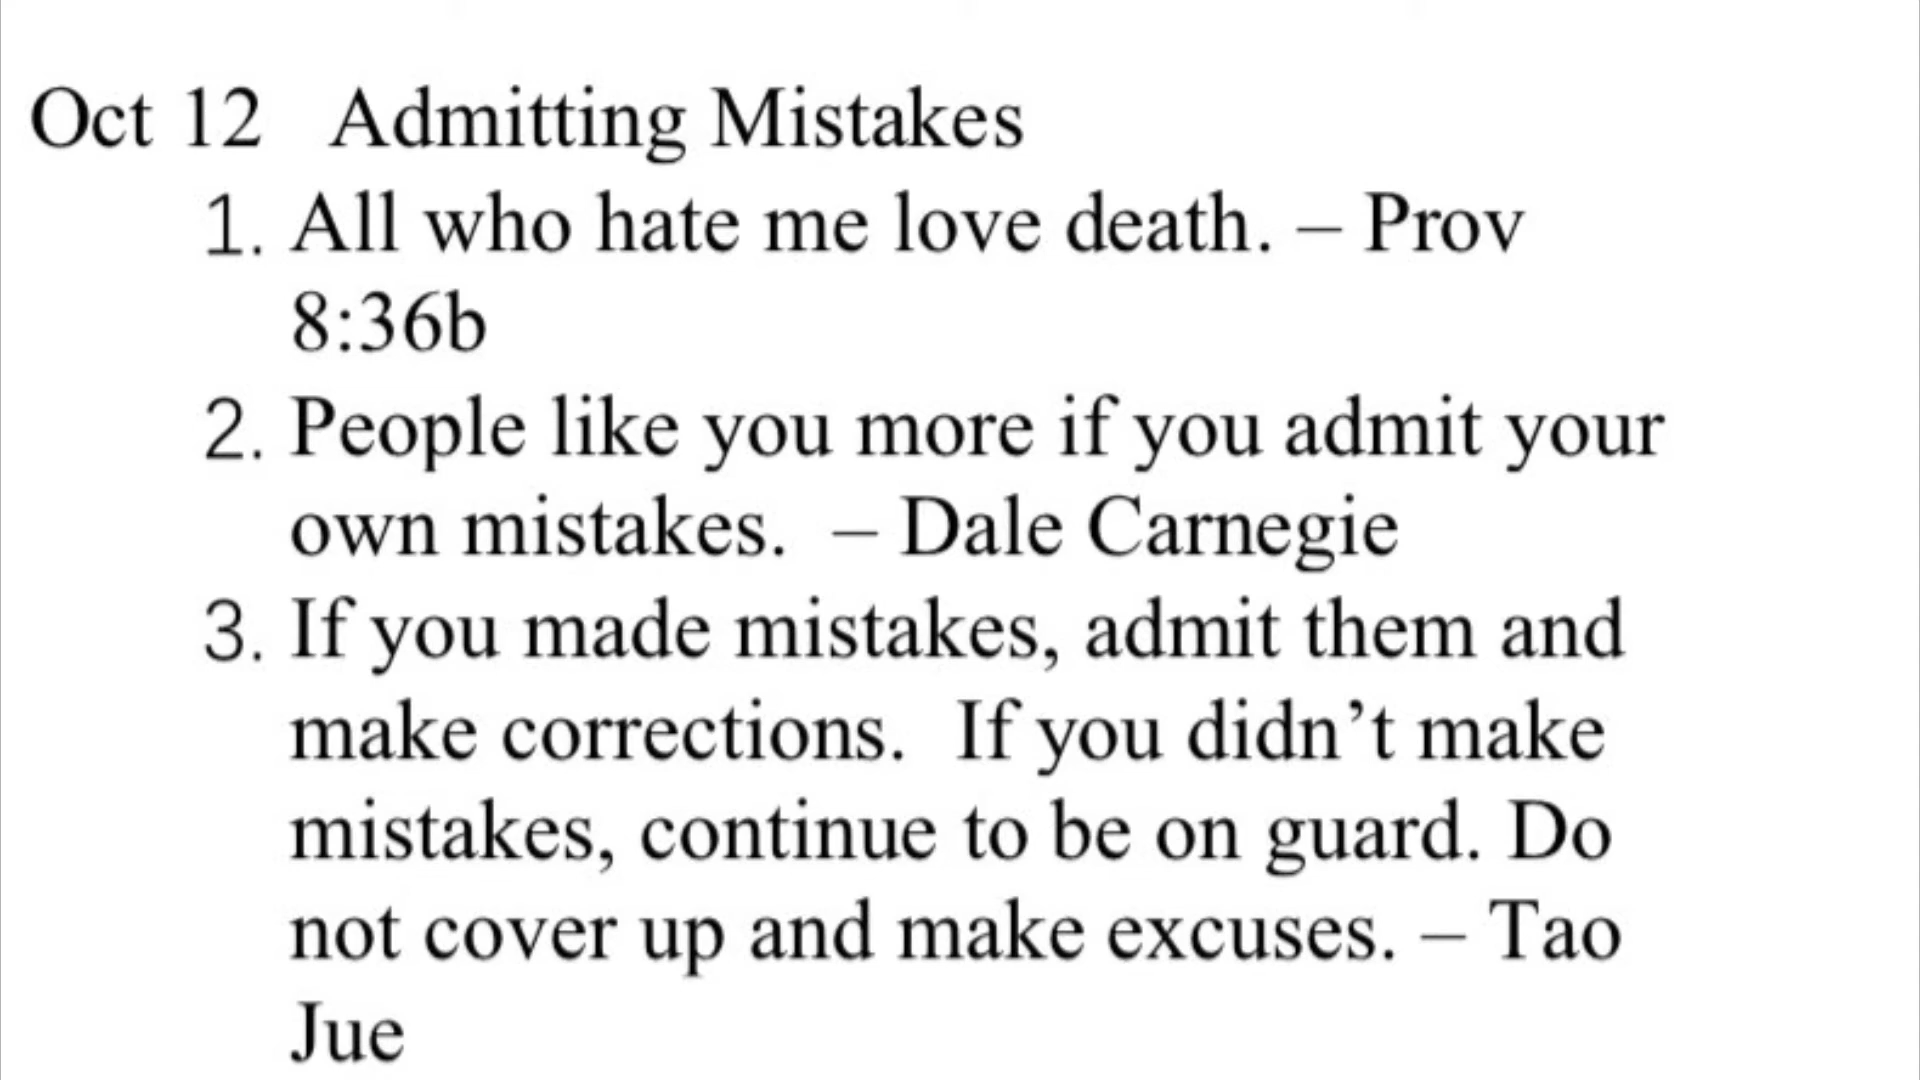 Oct 12   Admitting Mistakes
1. All who hate me love death. – Prov
8:36b
2. People like you more if you admit your
own mistakes.  – Dale Carnegie
3. If you made mistakes, admit them and
make corrections.  If you didn’t make
mistakes, continue to be on guard. Do
not cover up and make excuses. – Tao
Jue